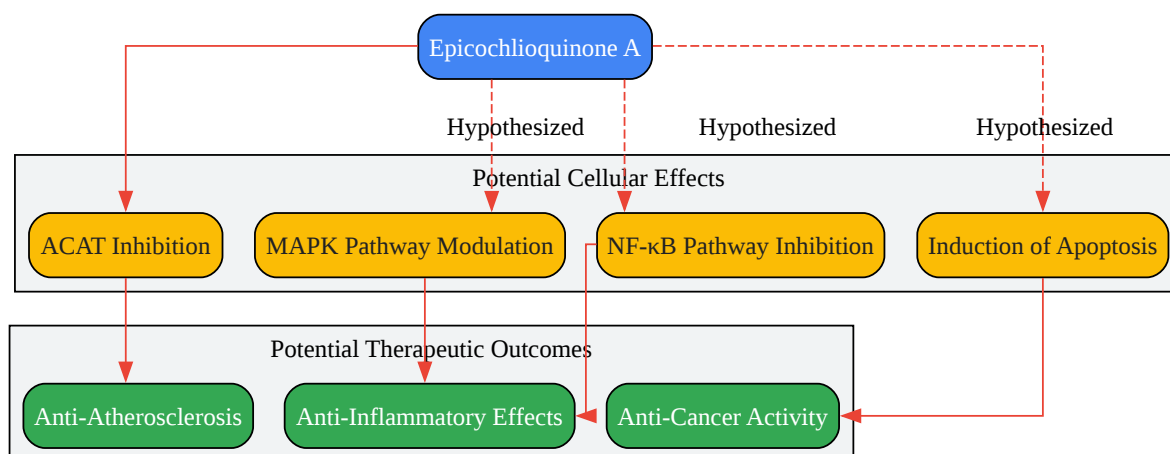 Epicochlioquinone A
Hypothesized
Hypothesized
Hypothesized
Potential Cellular Effects
ACAT Inhibition
MAPK Pathway Modulation
NF-κB Pathway Inhibition
Induction of Apoptosis
Potential Therapeutic Outcomes
Anti-Atherosclerosis
Anti-Inflammatory Effects
Anti-Cancer Activity